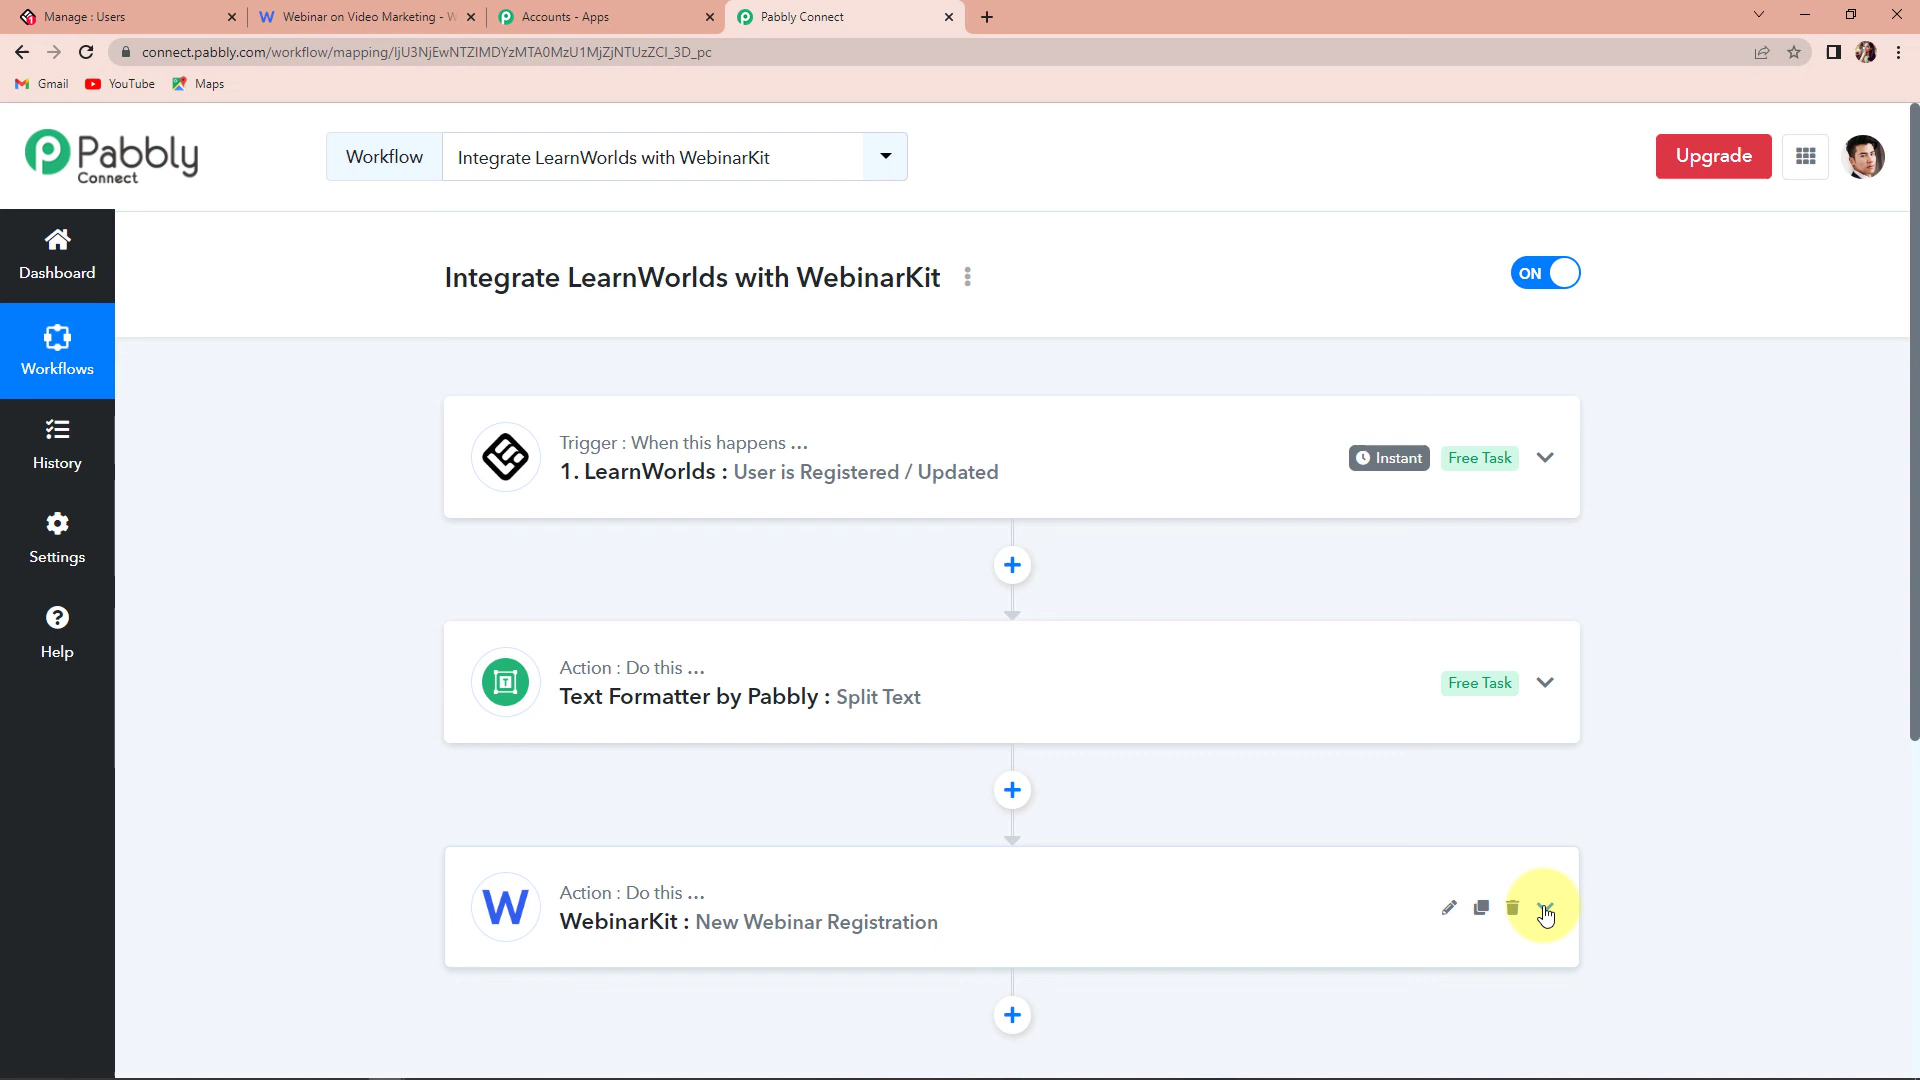 Manage : Users
Webinar on Video Marketing - W
Accounts - Apps
Pabbly Connect
connect.pabbly.com/workflow/mapping/IjU3NjEwNTZlMDYzMTA0MzU1MjZjNTUzZCI_3D_pc
Gmail
YouTube
Maps
Pabbly
Connect
Workflow
Integrate LearnWorlds with WebinarKit
Upgrade
Dashboard
Workflows
History
Settings
Help
Integrate LearnWorlds with WebinarKit
ON
Trigger : When this happens ...
1. LearnWorlds : User is Registered / Updated
Instant
Free Task
Action : Do this ...
Text Formatter by Pabbly : Split Text
Free Task
Action : Do this ...
WebinarKit : New Webinar Registration